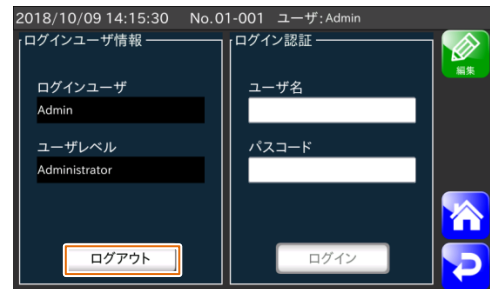 2018/10/09 14:15:30 No.01-001 ユーザ:Admin
ログインユーザ情報
ログインユーザ
Admin
ユーザレベル
Administrator
ログアウト
ログイン認証
ユーザ名
パスコード
ログイン
編集